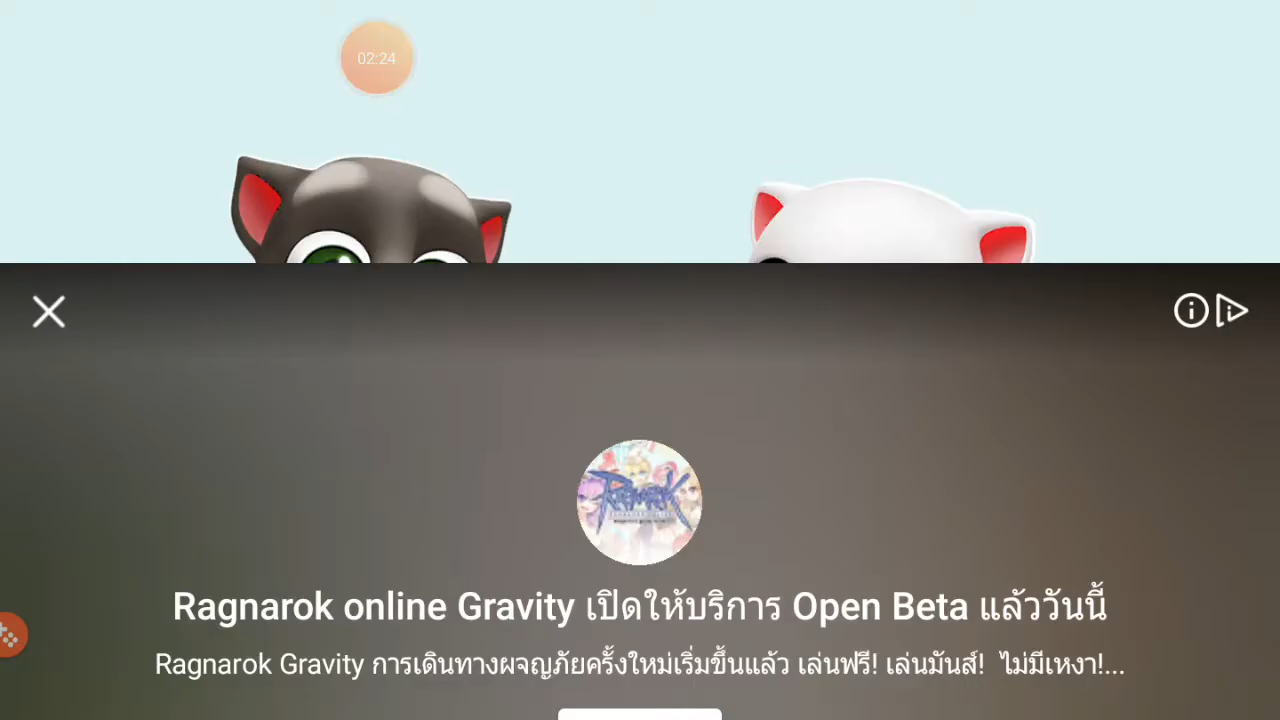 02:24
Ragnarok online Gravity เปิดให้บริการ Open Beta แล้ววันนี้
Ragnarok Gravity การเดินทางผจญภัยครั้งใหม่เริ่มขึ้นแล้ว เล่นฟรี! เล่นมันส์! ไม่มีเหงา!...